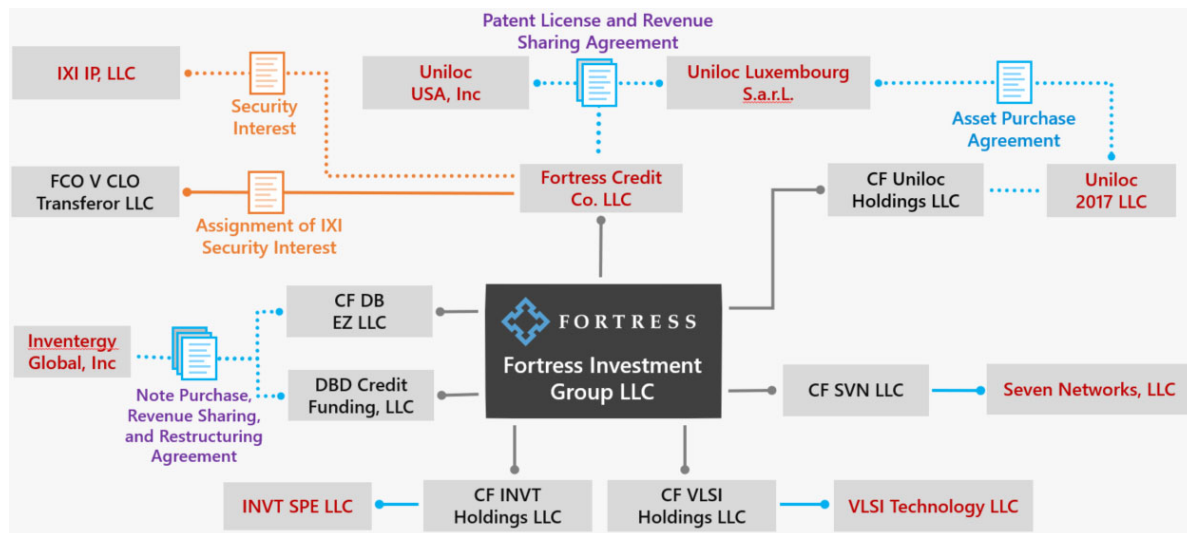 Patent License and Revenue
Sharing Agreement
IXI IP, LLC
Security
Interest
Uniloc
USA, Inc
Uniloc Luxembourg
S.a.r.L.
Asset Purchase
Agreement
FCO V CLO
Transferor LLC
Assignment of IXI
Security Interest
Fortress Credit
Co. LLC
CF Uniloc
Holdings LLC
Uniloc
2017 LLC
CF DB
EZ LLC
FORTRESS
Fortress Investment
Group LLC
Inventergy
Global, Inc
Note Purchase,
Revenue Sharing,
and Restructuring
Agreement
DBD Credit
Funding, LLC
CF SVN LLC
Seven Networks, LLC
INVT SPE LLC
CF INVT
Holdings LLC
CF VLSI
Holdings LLC
VLSI Technology LLC